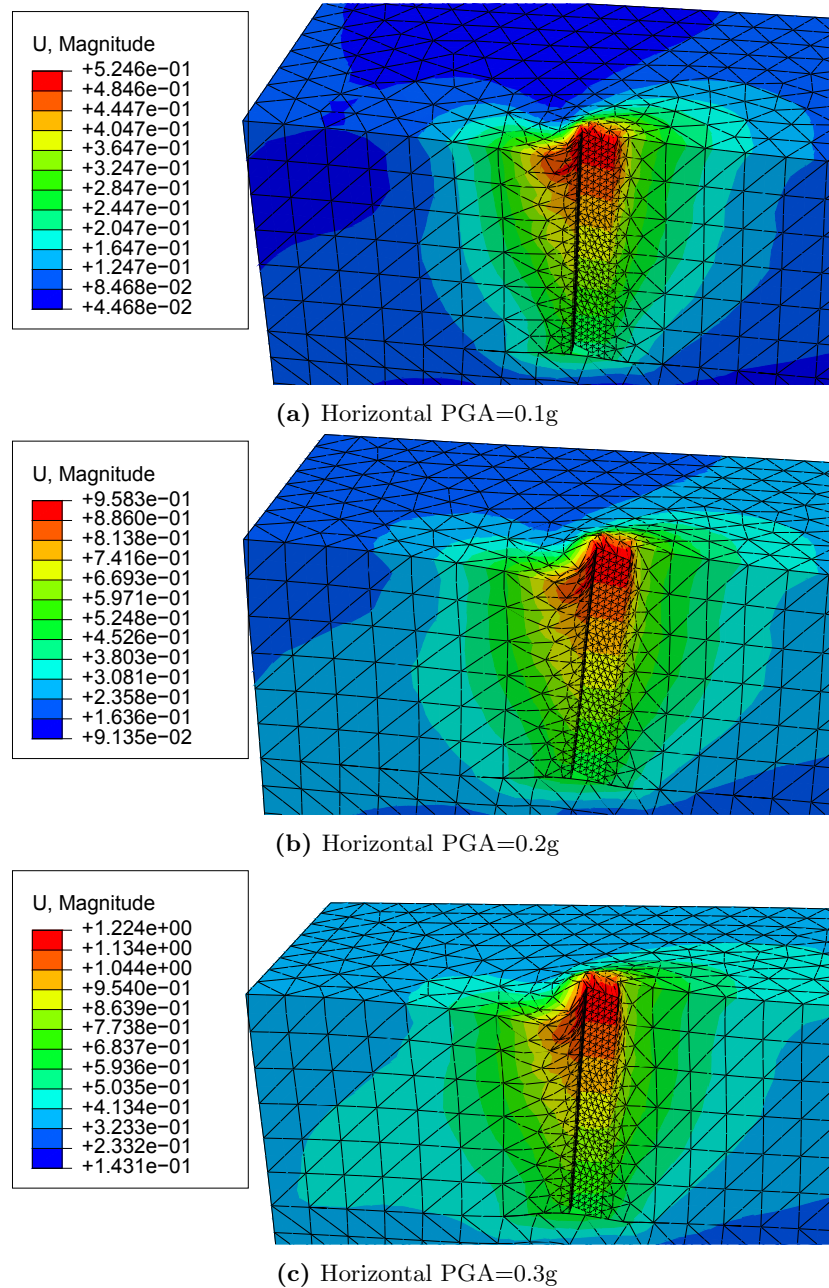 U, Magnitude
+5.246e−01
+4.846e−01
+4.447e−01
+4.047e−01
+3.647e−01
+3.247e−01
+2.847e−01
+2.447e−01
+2.047e−01
+1.647e−01
+1.247e−01
+8.468e−02
+4.468e−02
(a) Horizontal PGA=0.1g
U, Magnitude
+9.583e−01
+8.860e−01
+8.138e−01
+7.416e−01
+6.693e−01
+5.971e−01
+5.248e−01
+4.526e−01
+3.803e−01
+3.081e−01
+2.358e−01
+1.636e−01
+9.135e−02
(b) Horizontal PGA=0.2g
U, Magnitude
+1.224e+00
+1.134e+00
+1.044e+00
+9.540e−01
+8.639e−01
+7.738e−01
+6.837e−01
+5.936e−01
+5.035e−01
+4.134e−01
+3.233e−01
+2.332e−01
+1.431e−01
(c) Horizontal PGA=0.3g